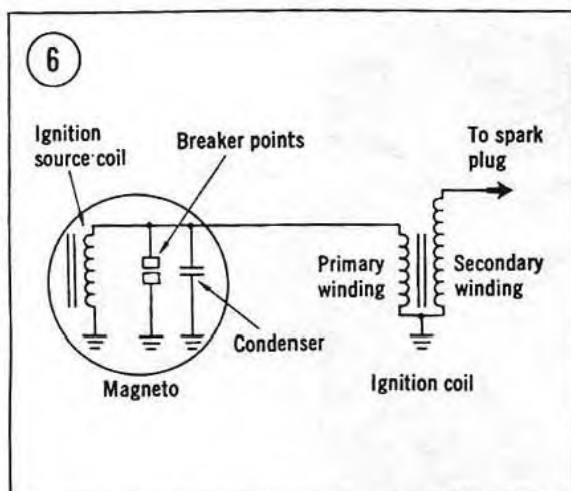 6
Ignition
source coil
Breaker points
To spark
plug
Primary
winding
Secondary
winding
Condenser
Magneto
Ignition coil